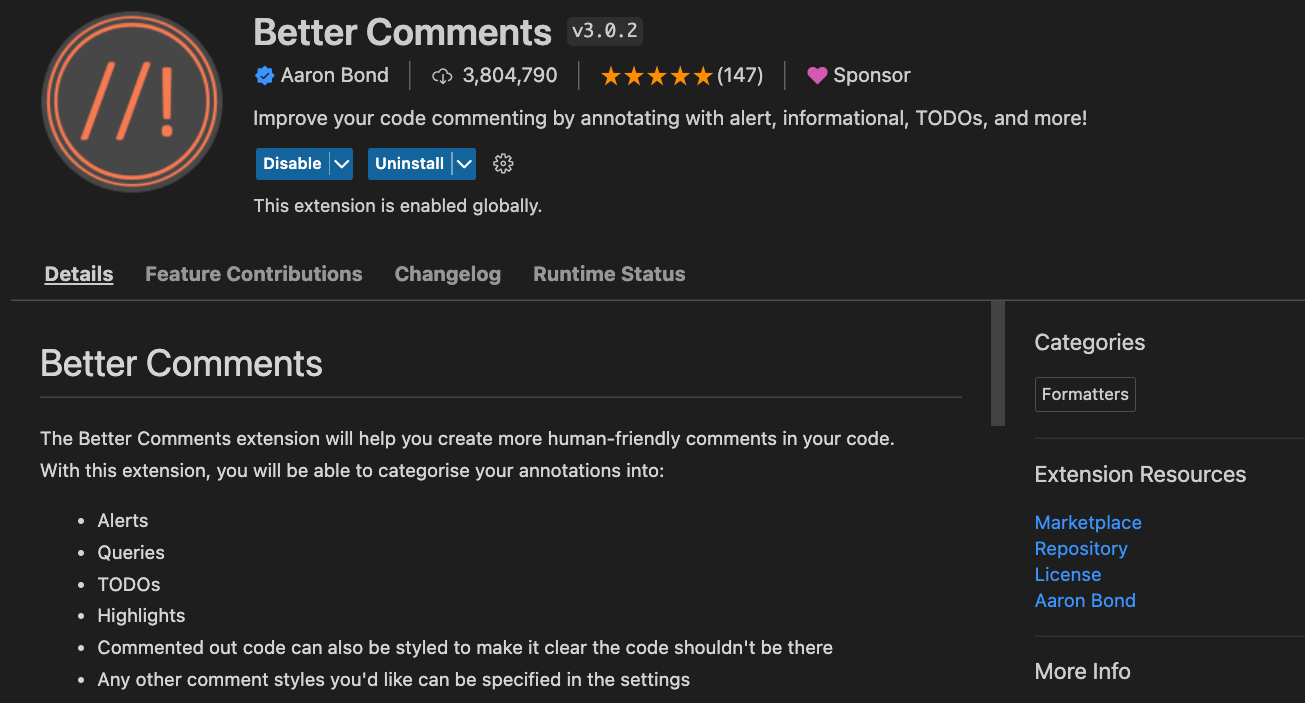 //!
Better Comments v3.0.2
Aaron Bond 3,804,790 (147) Sponsor
Improve your code commenting by annotating with alert, informational, TODOs, and more!
Disable Uninstall
This extension is enabled globally.
Details Feature Contributions Changelog Runtime Status
Better Comments
The Better Comments extension will help you create more human-friendly comments in your code.
With this extension, you will be able to categorise your annotations into:
Alerts
Queries
TODOs
Highlights
Commented out code can also be styled to make it clear the code shouldn't be there
Any other comment styles you'd like can be specified in the settings
Categories
Formatters
Extension Resources
Marketplace
Repository
License
Aaron Bond
More Info